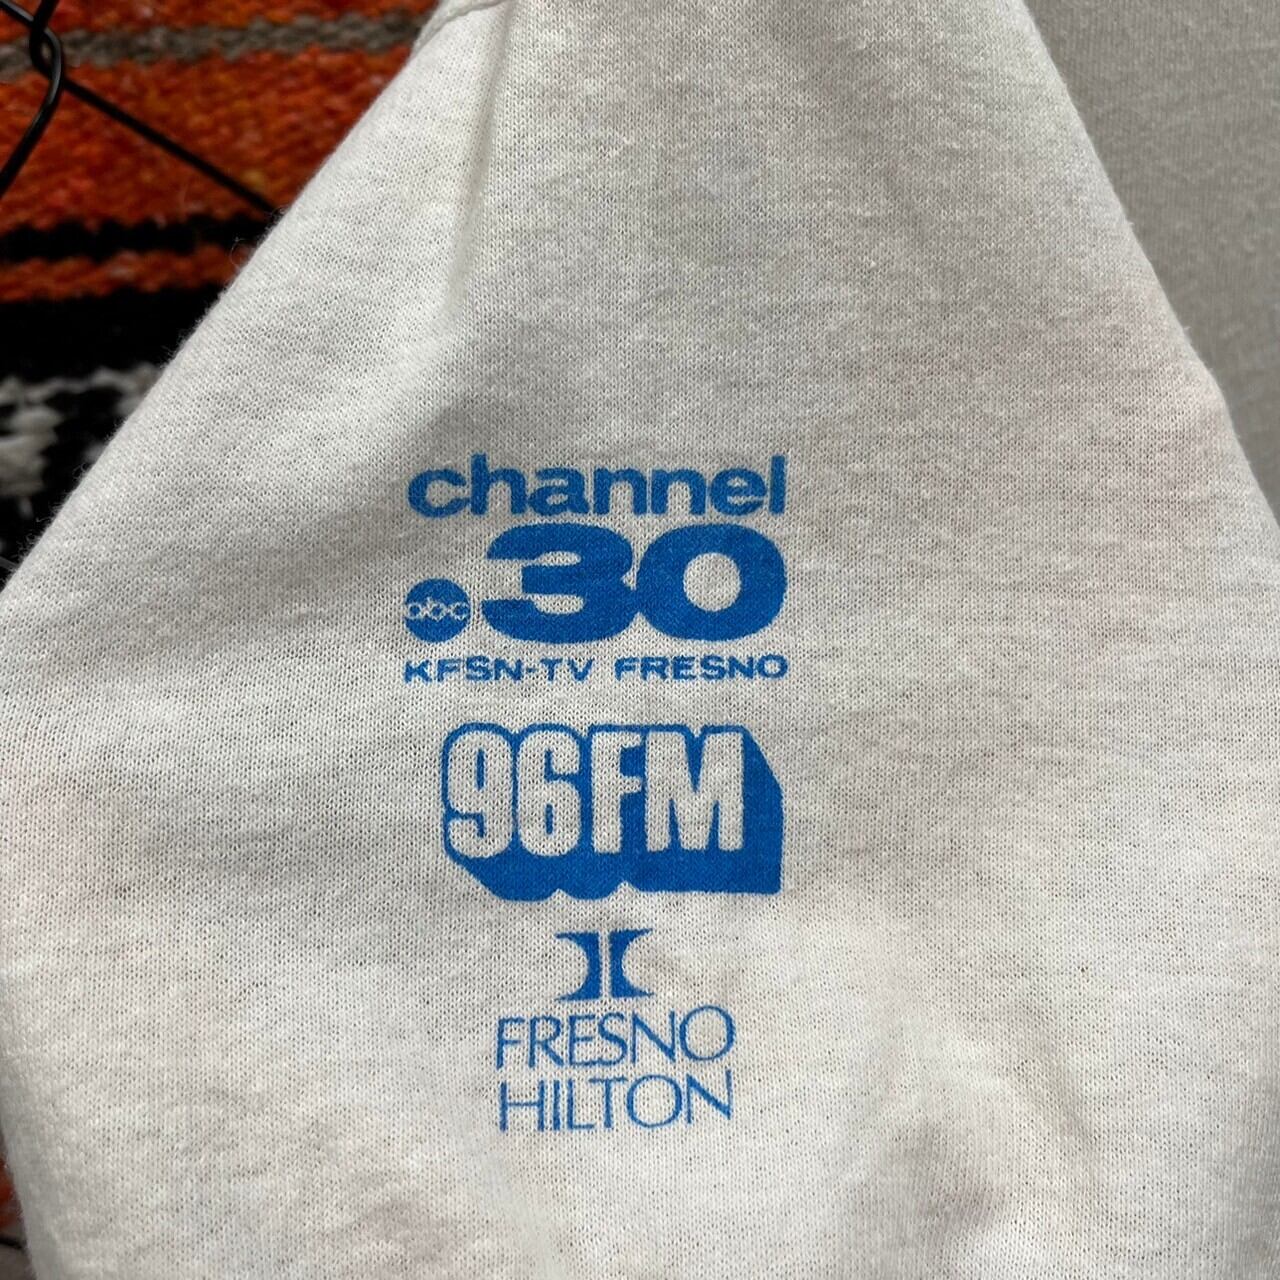 channel
abc 30
KFSN-TV FRESNO
96FM
FRESNO
HILTON